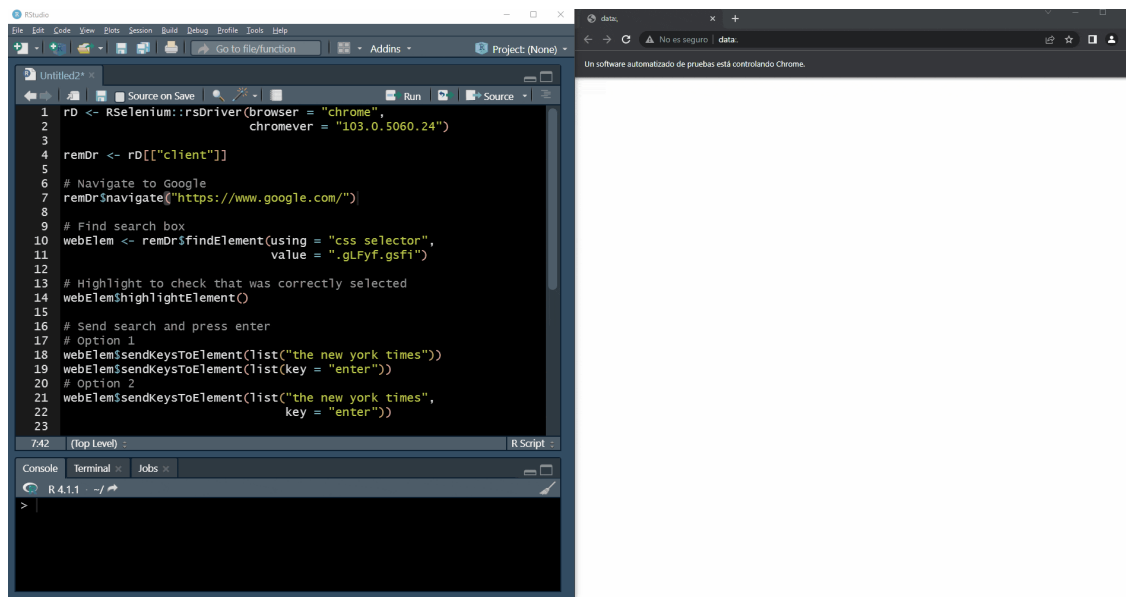 RStudio
File Edit Code View Plots Session Build Debug Profile Tools Help
Go to file/function Addins Project: (None)
Untitled2*
Source on Save Run Source
1 rD <- RSelenium::rsDriver(browser = "chrome",
2 chromever = "103.0.5060.24")
3
4 remDr <- rD[["client"]]
5
6 # Navigate to Google
7 remDr$navigate("https://www.google.com/")
8
9 # Find search box
10 webElem <- remDr$findElement(using = "css selector",
11 value = ".gLFyf.gsfi")
12
13 # Highlight to check that was correctly selected
14 webElem$highlightElement()
15
16 # Send search and press enter
17 # Option 1
18 webElem$sendKeysToElement(list("the new york times"))
19 webElem$sendKeysToElement(list(key = "enter"))
20 # Option 2
21 webElem$sendKeysToElement(list("the new york times",
22 key = "enter"))
23
7:42 (Top Level) R Script
Console Terminal Jobs
R 4.1.1 · ~/
>
data:,
No es seguro | data:,
Un software automatizado de pruebas está controlando Chrome.